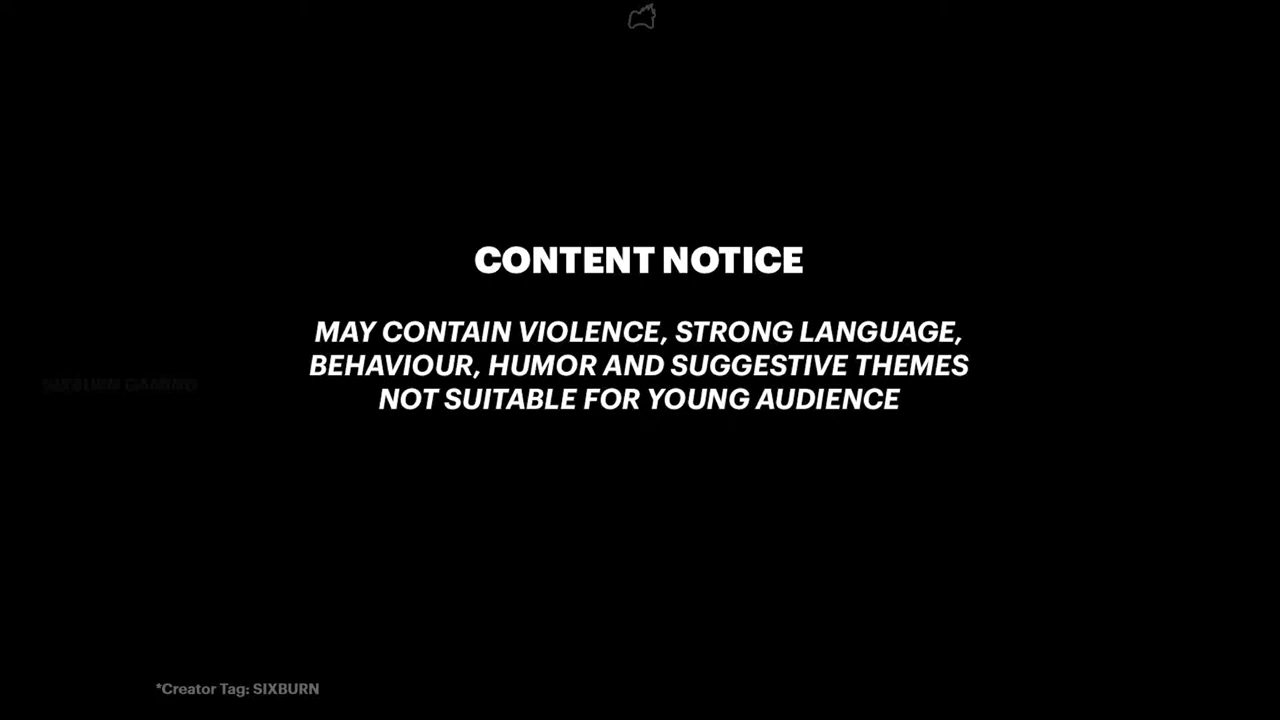 CONTENT NOTICE
MAY CONTAIN VIOLENCE, STRONG LANGUAGE,
BEHAVIOUR, HUMOR AND SUGGESTIVE THEMES
NOT SUITABLE FOR YOUNG AUDIENCE
*Creator Tag: SIXBURN